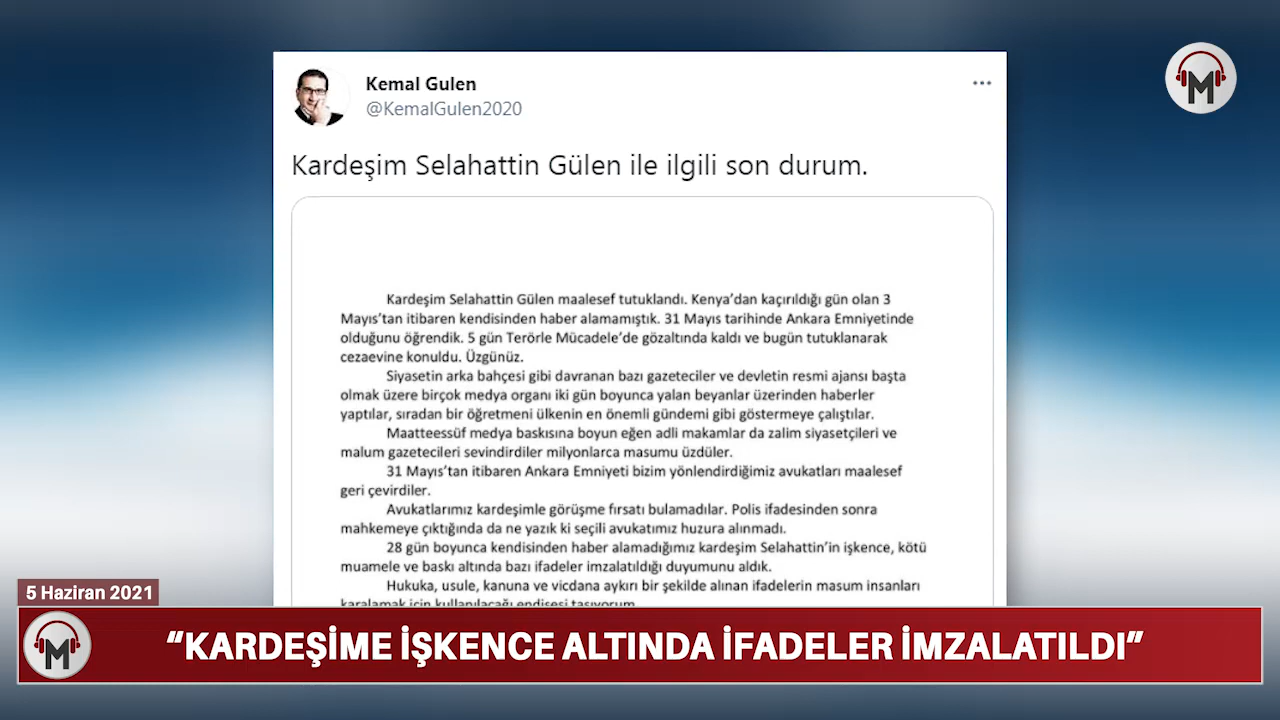 Kemal Gulen
@KemalGulen2020
Kardeşim Selahattin Gülen ile ilgili son durum.
Kardeşim Selahattin Gülen maalesef tutuklandı. Kenya'dan kaçırıldığı gün olan 3
Mayıs'tan itibaren kendisinden haber alamamıştık. 31 Mayıs tarihinde Ankara Emniyetinde
olduğunu öğrendik. 5 gün Terörle Mücadele'de gözaltında kaldı ve bugün tutuklanarak
cezaevine konuldu. Üzgünüz.
Siyasetin arka bahçesi gibi davranan bazı gazeteciler ve devletin resmi ajansı başta
olmak üzere birçok medya organı iki gün boyunca yalan beyanlar üzerinden haberler
yaptılar, sıradan bir öğretmeni ülkenin en önemli gündemi gibi göstermeye çalıştılar.
Maatteessüf medya baskısına boyun eğen adli makamlar da zalim siyasetçileri ve
malum gazetecileri sevindirdiler milyonlarca masumu üzdüler.
31 Mayıs'tan itibaren Ankara Emniyeti bizim yönlendirdiğimiz avukatları maalesef
geri çevirdiler.
Avukatlarımız kardeşimle görüşme fırsatı bulamadılar. Polis ifadesinden sonra
mahkemeye çıktığında da ne yazık ki seçili avukatımız huzura alınmadı.
28 gün boyunca kendisinden haber alamadığımız kardeşim Selahattin'in işkence, kötü
muamele ve baskı altında bazı ifadeler imzalatıldığı duyumunu aldık.
Hukuka, usule, kanuna ve vicdana aykırı bir şekilde alınan ifadelerin masum insanları
karalamak için kullanılacağı endişesi taşıyorum.
5 Haziran 2021
M
M
“KARDEŞİME İŞKENCE ALTINDA İFADELER İMZALATILDI”